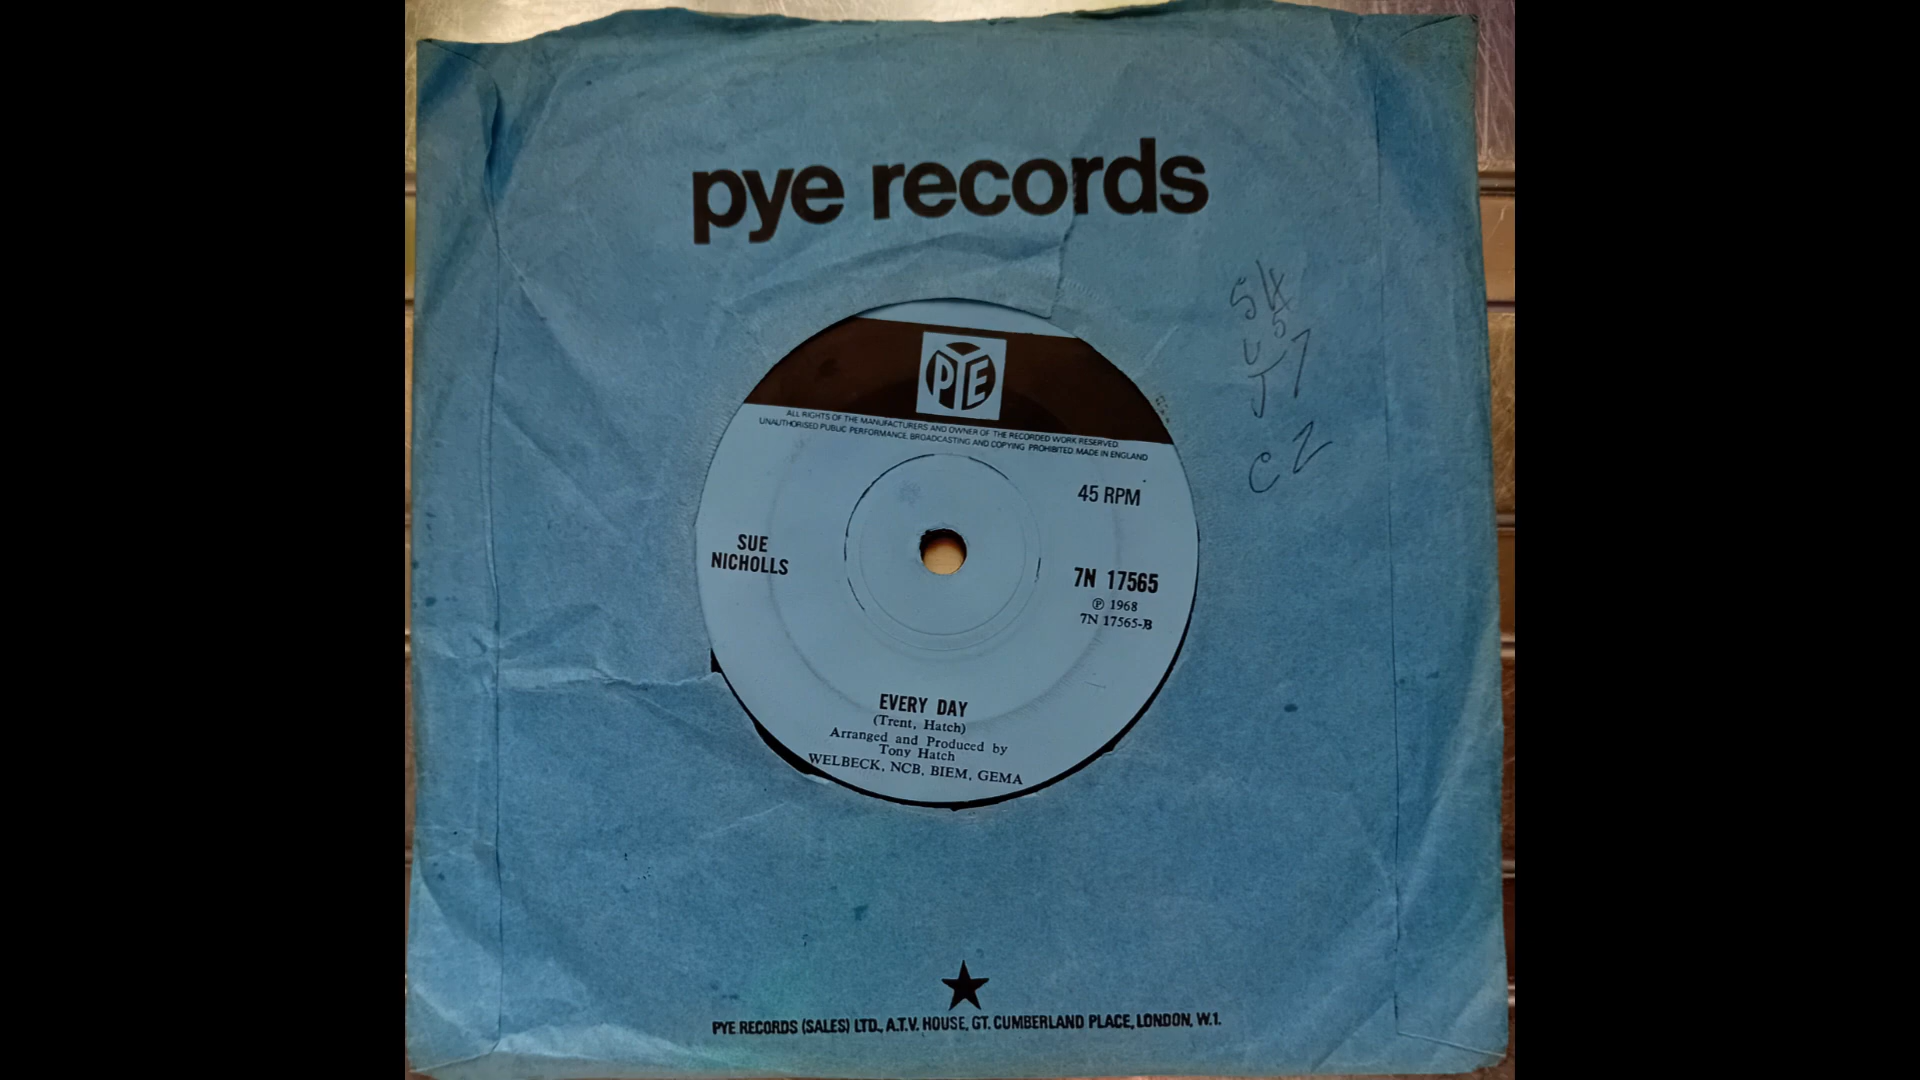 pye records
54
5
U 7
J
C Z
PYE
ALL RIGHTS OF THE MANUFACTURERS AND OWNER OF THE RECORDED WORK RESERVED
UNAUTHORISED PUBLIC PERFORMANCE, BROADCASTING AND COPYING PROHIBITED. MADE IN ENGLAND
45 RPM
SUE
NICHOLLS
7N 17565
℗ 1968
7N 17565-B
EVERY DAY
(Trent, Hatch)
Arranged and Produced by
Tony Hatch
WELBECK, NCB, BIEM, GEMA
PYE RECORDS (SALES) LTD., A.T.V. HOUSE, GT. CUMBERLAND PLACE, LONDON, W.1.